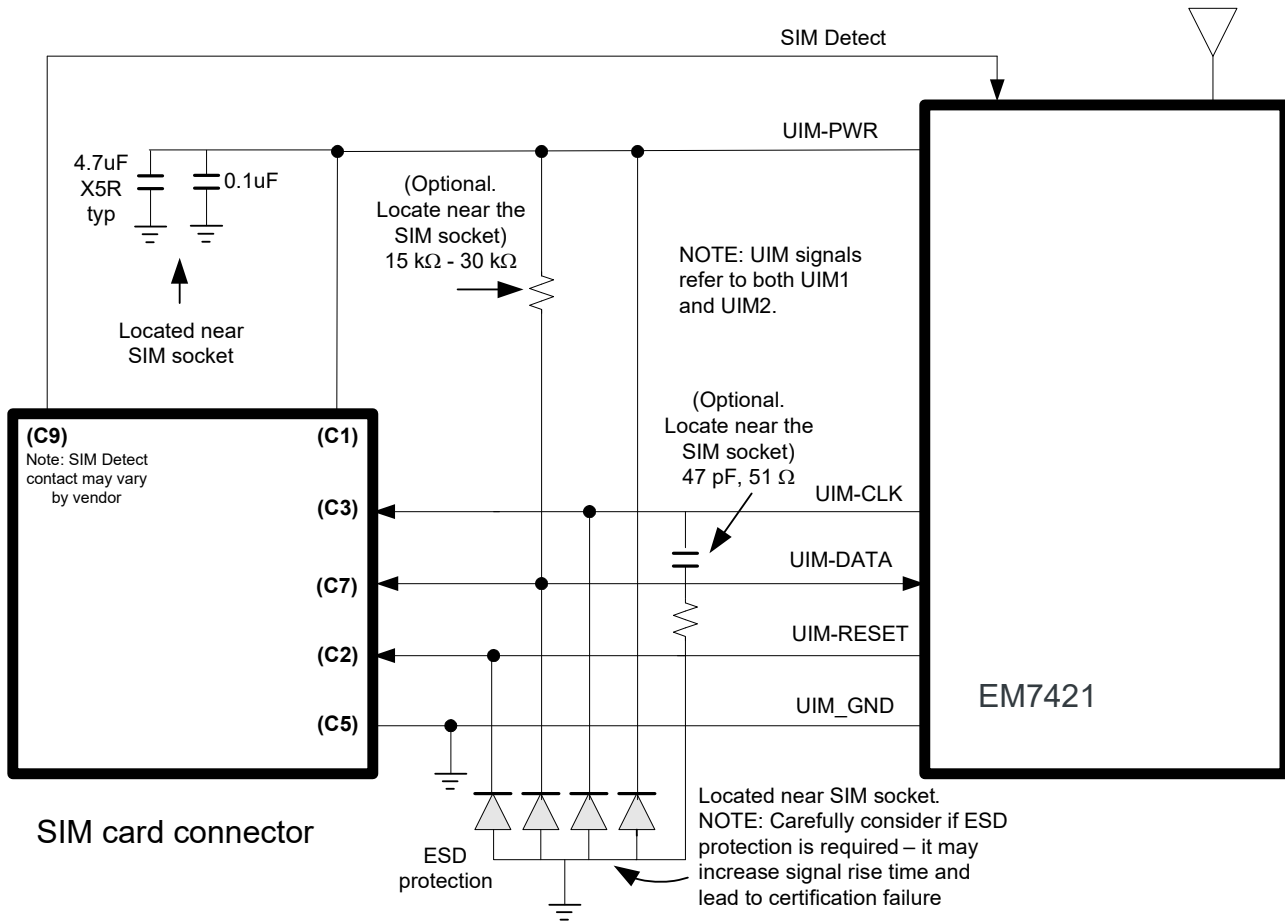 SIM Detect
UIM-PWR
4.7uF
X5R
typ
0.1uF
(Optional.
Locate near the
SIM socket)
15 kΩ - 30 kΩ
NOTE: UIM signals
refer to both UIM1
and UIM2.
Located near
SIM socket
(Optional.
Locate near the
SIM socket)
47 pF, 51 Ω
(C9)
Note: SIM Detect
contact may vary
by vendor
(C1)
(C3)
UIM-CLK
(C7)
UIM-DATA
(C2)
UIM-RESET
(C5)
UIM_GND
EM7421
SIM card connector
ESD
protection
Located near SIM socket.
NOTE: Carefully consider if ESD
protection is required – it may
increase signal rise time and
lead to certification failure